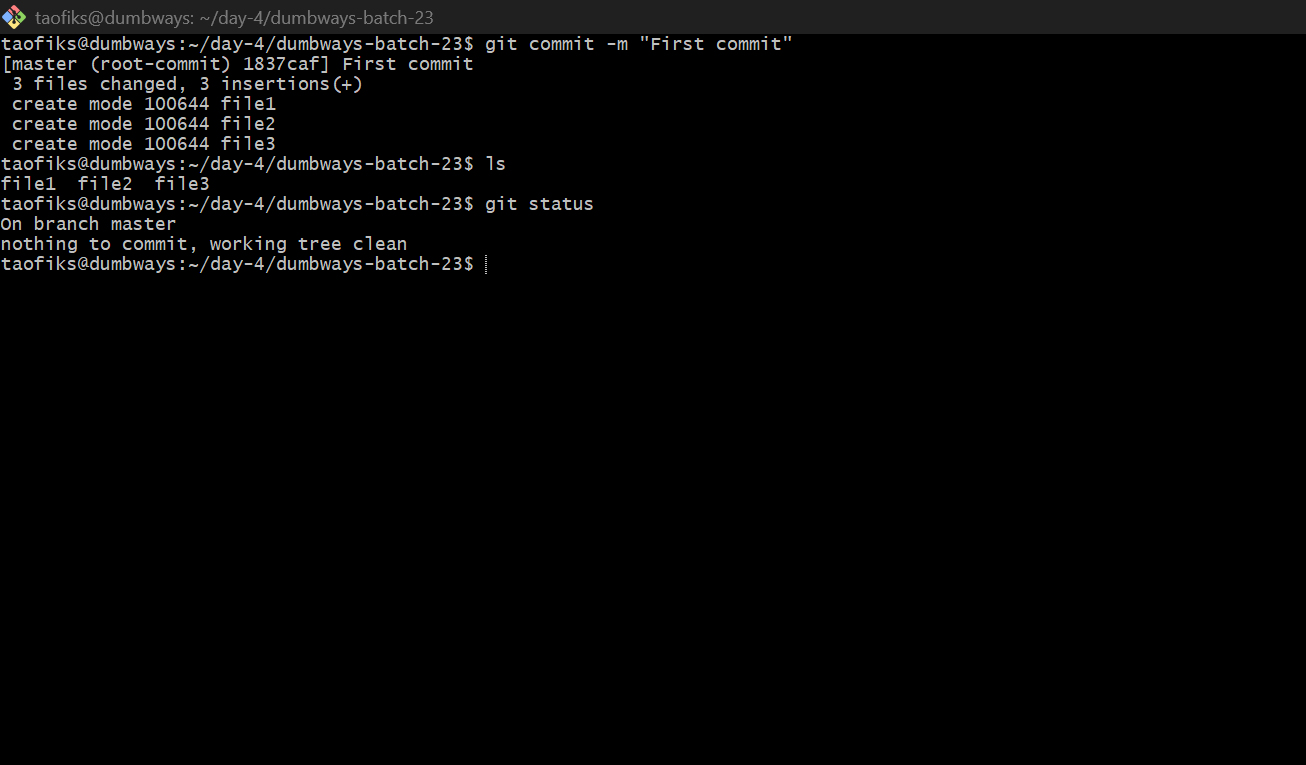 taofiks@dumbways: ~/day-4/dumbways-batch-23
taofiks@dumbways:~/day-4/dumbways-batch-23$ git commit -m "First commit"
[master (root-commit) 1837caf] First commit
 3 files changed, 3 insertions(+)
 create mode 100644 file1
 create mode 100644 file2
 create mode 100644 file3
taofiks@dumbways:~/day-4/dumbways-batch-23$ ls
file1  file2  file3
taofiks@dumbways:~/day-4/dumbways-batch-23$ git status
On branch master
nothing to commit, working tree clean
taofiks@dumbways:~/day-4/dumbways-batch-23$